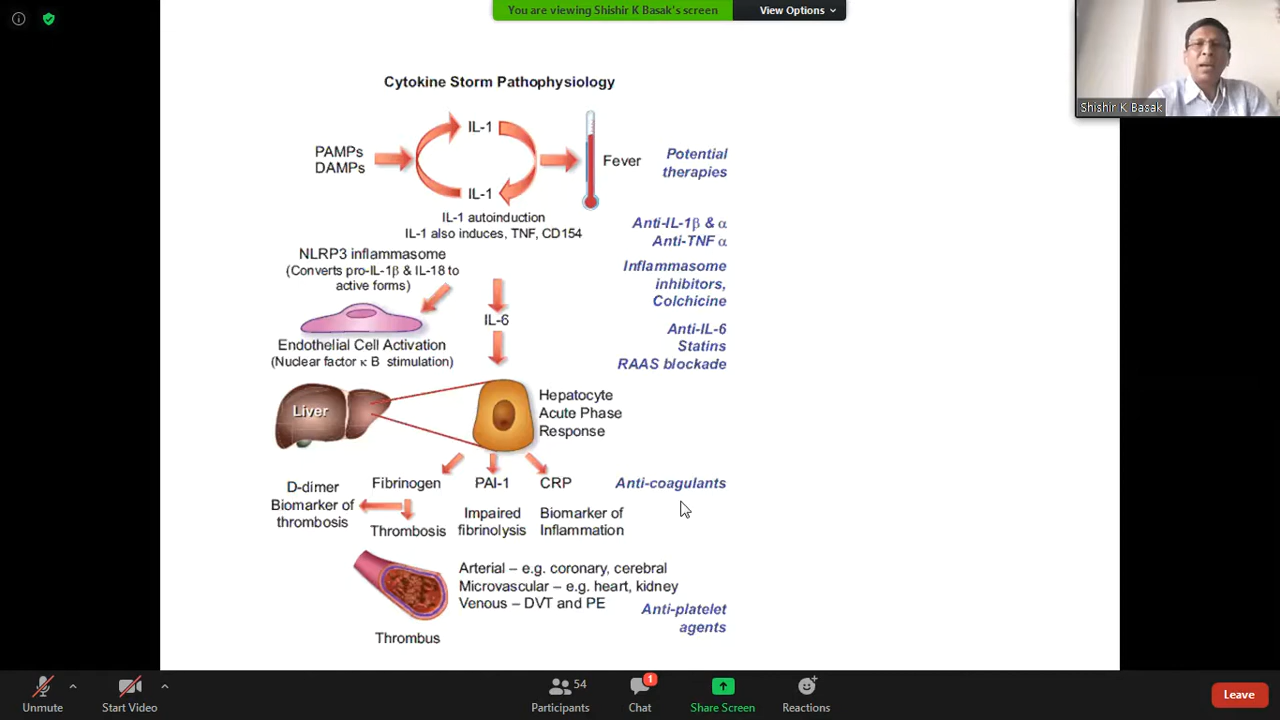 You are viewing Shishir K Basak's screen
View Options
Shishir K Basak
Cytokine Storm Pathophysiology
IL-1
PAMPs
DAMPs
Fever
Potential
therapies
IL-1
IL-1 autoinduction
IL-1 also induces, TNF, CD154
Anti-IL-1β & α
Anti-TNF α
NLRP3 inflammasome
(Converts pro-IL-1β & IL-18 to
active forms)
Inflammasome
inhibitors,
Colchicine
IL-6
Anti-IL-6
Statins
RAAS blockade
Endothelial Cell Activation
(Nuclear factor κ B stimulation)
Liver
Hepatocyte
Acute Phase
Response
Fibrinogen
PAI-1
CRP
Anti-coagulants
D-dimer
Biomarker of
thrombosis
Thrombosis
Impaired
fibrinolysis
Biomarker of
Inflammation
Arterial – e.g. coronary, cerebral
Microvascular – e.g. heart, kidney
Venous – DVT and PE
Anti-platelet
agents
Thrombus
Unmute
Start Video
54
Participants
1
Chat
Share Screen
Reactions
Leave